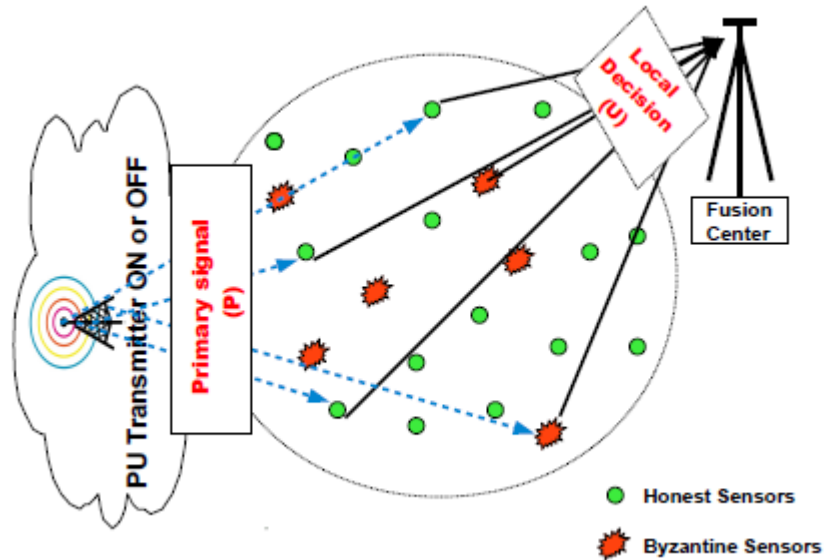 PU Transmitter ON or OFF
Primary signal
(P)
Local
Decision
(U)
Fusion
Center
Honest Sensors
Byzantine Sensors